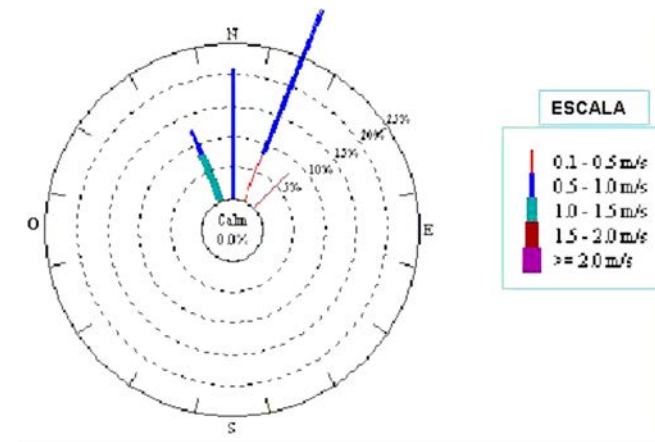 N
25%
20%
15%
10%
5%
O
Calm
0.0%
E
S
ESCALA
0.1 - 0.5 m/s
0.5 - 1.0 m/s
1.0 - 1.5 m/s
1.5 - 2.0 m/s
>= 2.0 m/s